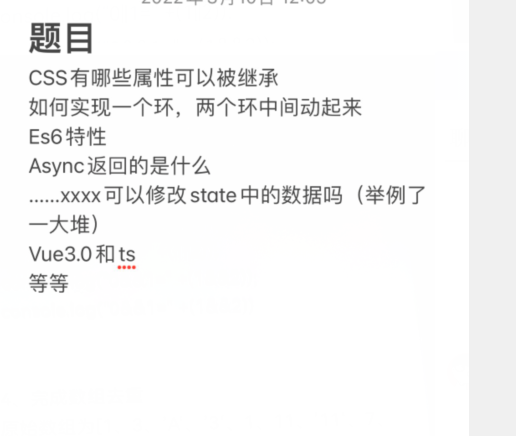 题目
CSS有哪些属性可以被继承
如何实现一个环，两个环中间动起来
Es6特性
Async返回的是什么
……xxxx可以修改state中的数据吗（举例了
一大堆）
Vue3.0和ts
等等